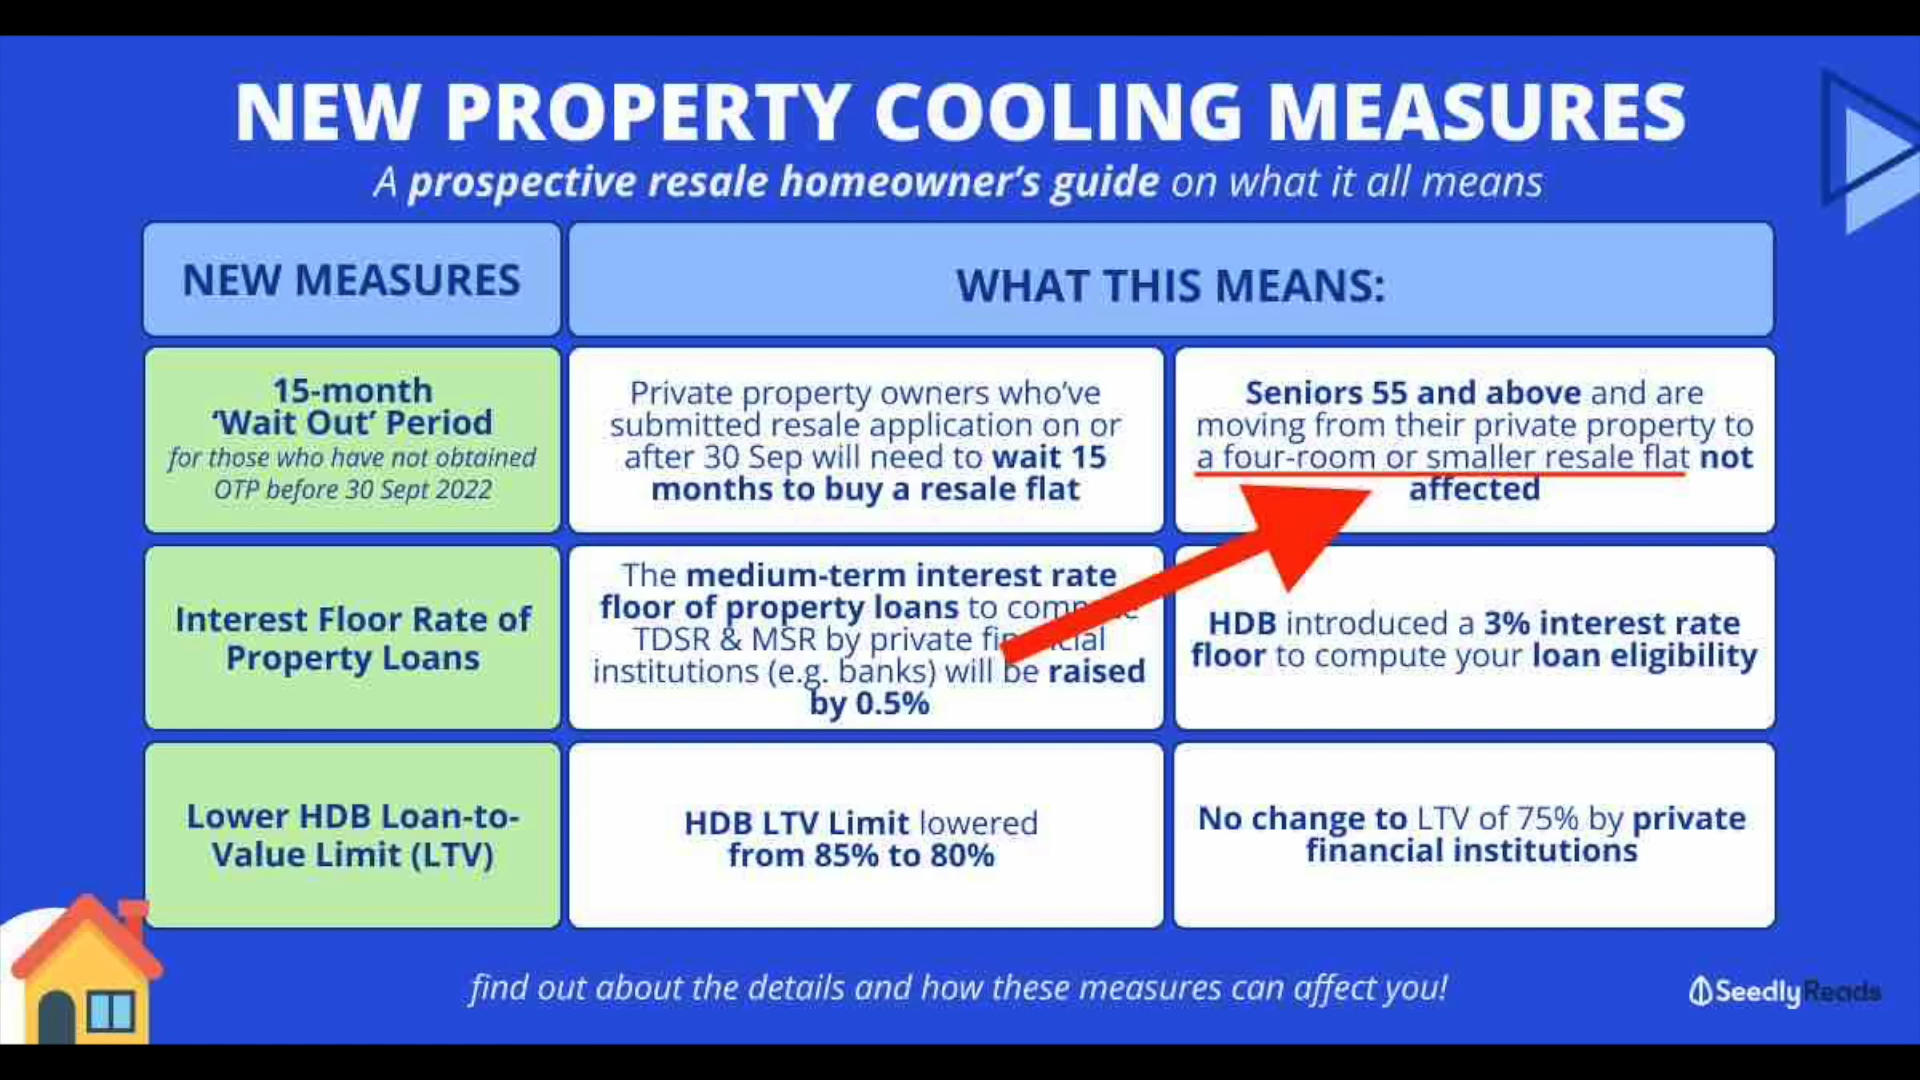 NEW PROPERTY COOLING MEASURES
A prospective resale homeowner's guide on what it all means
NEW MEASURES
WHAT THIS MEANS:
15-month
'Wait Out' Period
for those who have not obtained
OTP before 30 Sept 2022
Private property owners who've
submitted resale application on or
after 30 Sep will need to wait 15
months to buy a resale flat
Seniors 55 and above and are
moving from their private property to
a four-room or smaller resale flat not
affected
Interest Floor Rate of
Property Loans
The medium-term interest rate
floor of property loans to
TDSR & MSR by private
institutions (e.g. banks) will be raised
by 0.5%
HDB introduced a 3% interest rate
floor to compute your loan eligibility
Lower HDB Loan-to-
Value Limit (LTV)
HDB LTV Limit lowered
from 85% to 80%
No change to LTV of 75% by private
financial institutions
find out about the details and how these measures can affect you!
SeedlyReads